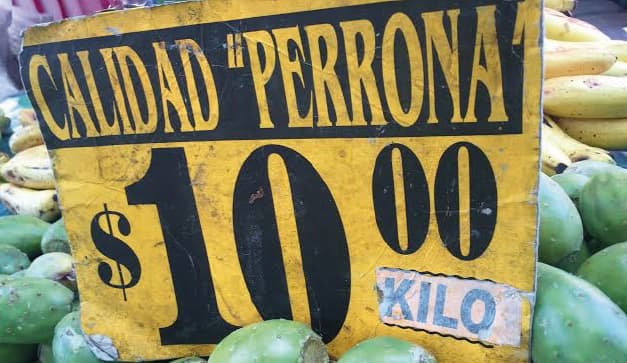 CALIDAD "PERRONA"
$10.00
KILO